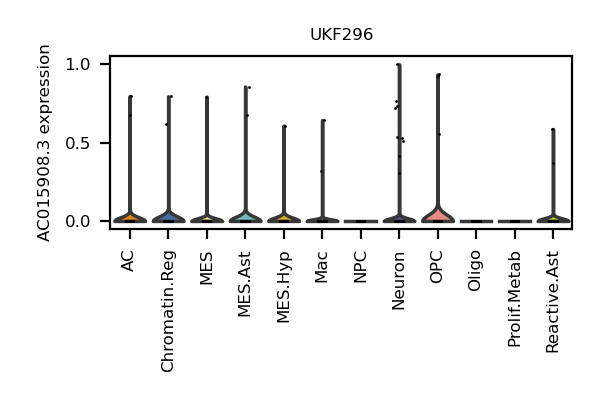 UKF296
AC015908.3 expression
1.0
0.5
0.0
AC
Chromatin.Reg
MES
MES.Ast
MES.Hyp
Mac
NPC
Neuron
OPC
Oligo
Prolif.Metab
Reactive.Ast